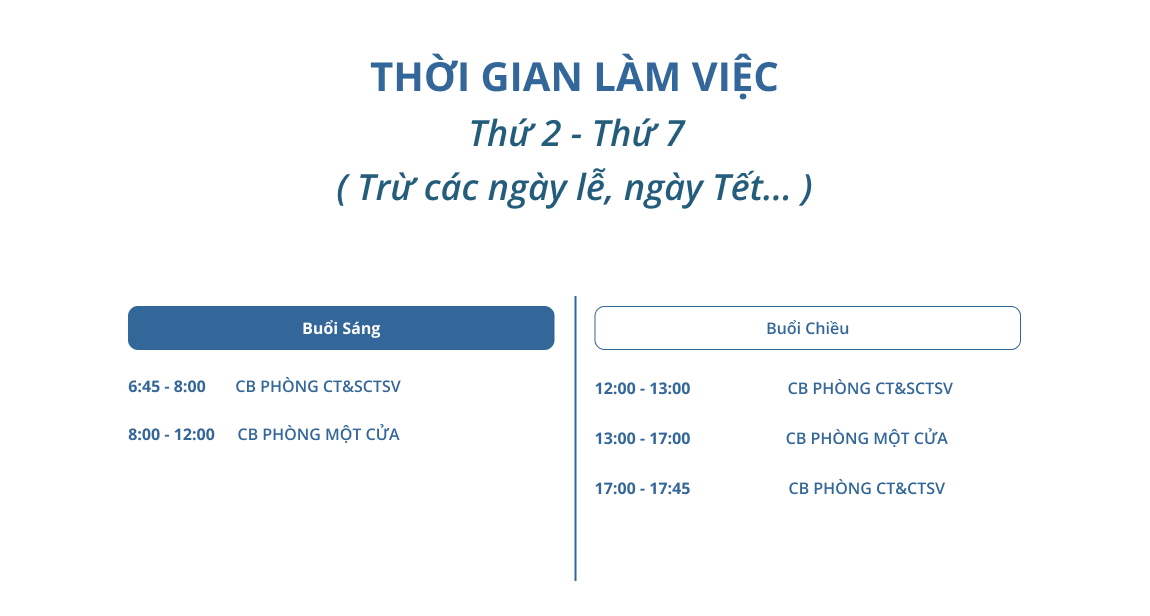 THỜI GIAN LÀM VIỆC
Thứ 2 - Thứ 7
( Trừ các ngày lễ, ngày Tết... )
Buổi Sáng
6:45 - 8:00 CB PHÒNG CT&SCTSV
8:00 - 12:00 CB PHÒNG MỘT CỬA
Buổi Chiều
12:00 - 13:00 CB PHÒNG CT&SCTSV
13:00 - 17:00 CB PHÒNG MỘT CỬA
17:00 - 17:45 CB PHÒNG CT&CTSV